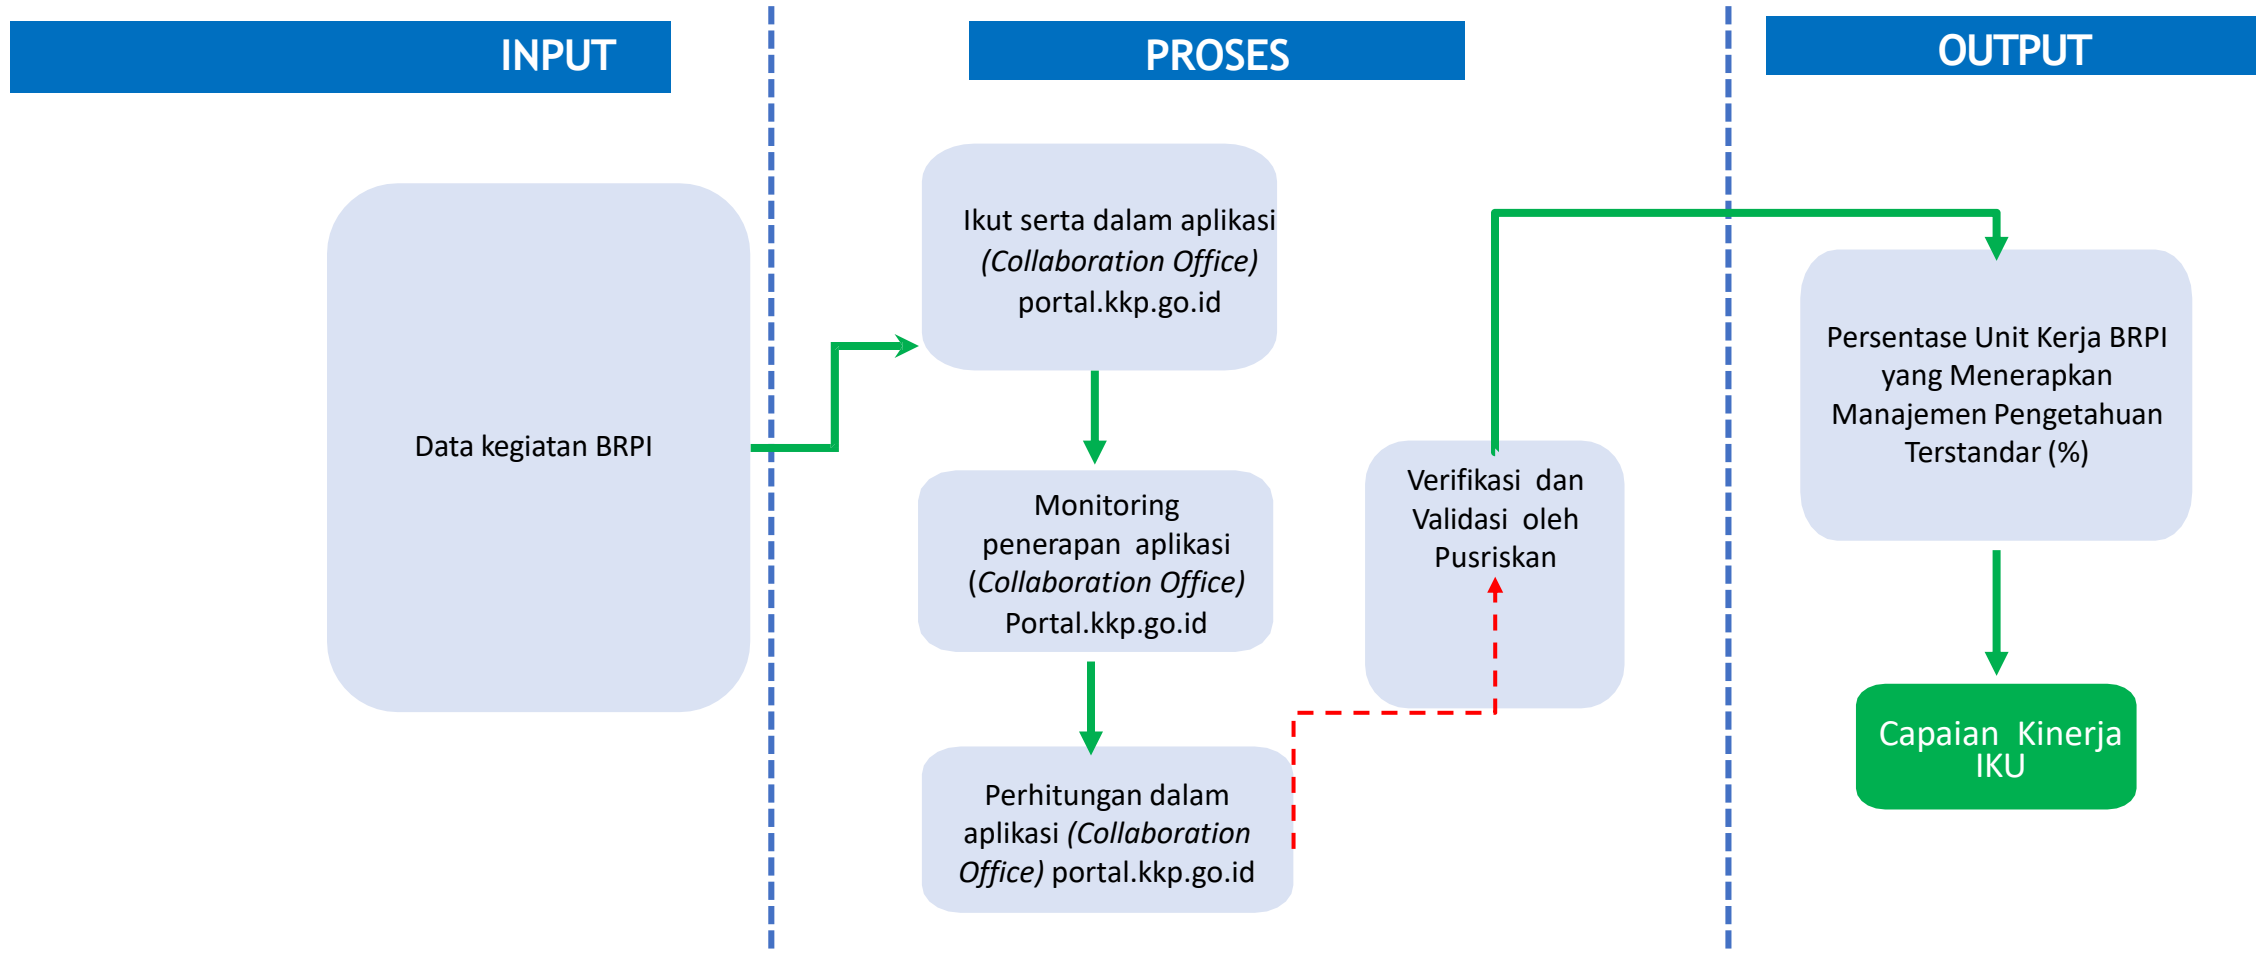 INPUT
PROSES
OUTPUT
Data kegiatan BRPI
Ikut serta dalam aplikasi
(Collaboration Office)
portal.kkp.go.id
Monitoring
penerapan aplikasi
(Collaboration Office)
Portal.kkp.go.id
Perhitungan dalam
aplikasi (Collaboration
Office) portal.kkp.go.id
Verifikasi dan
Validasi oleh
Pusriskan
Persentase Unit Kerja BRPI
yang Menerapkan
Manajemen Pengetahuan
Terstandar (%)
Capaian Kinerja
IKU